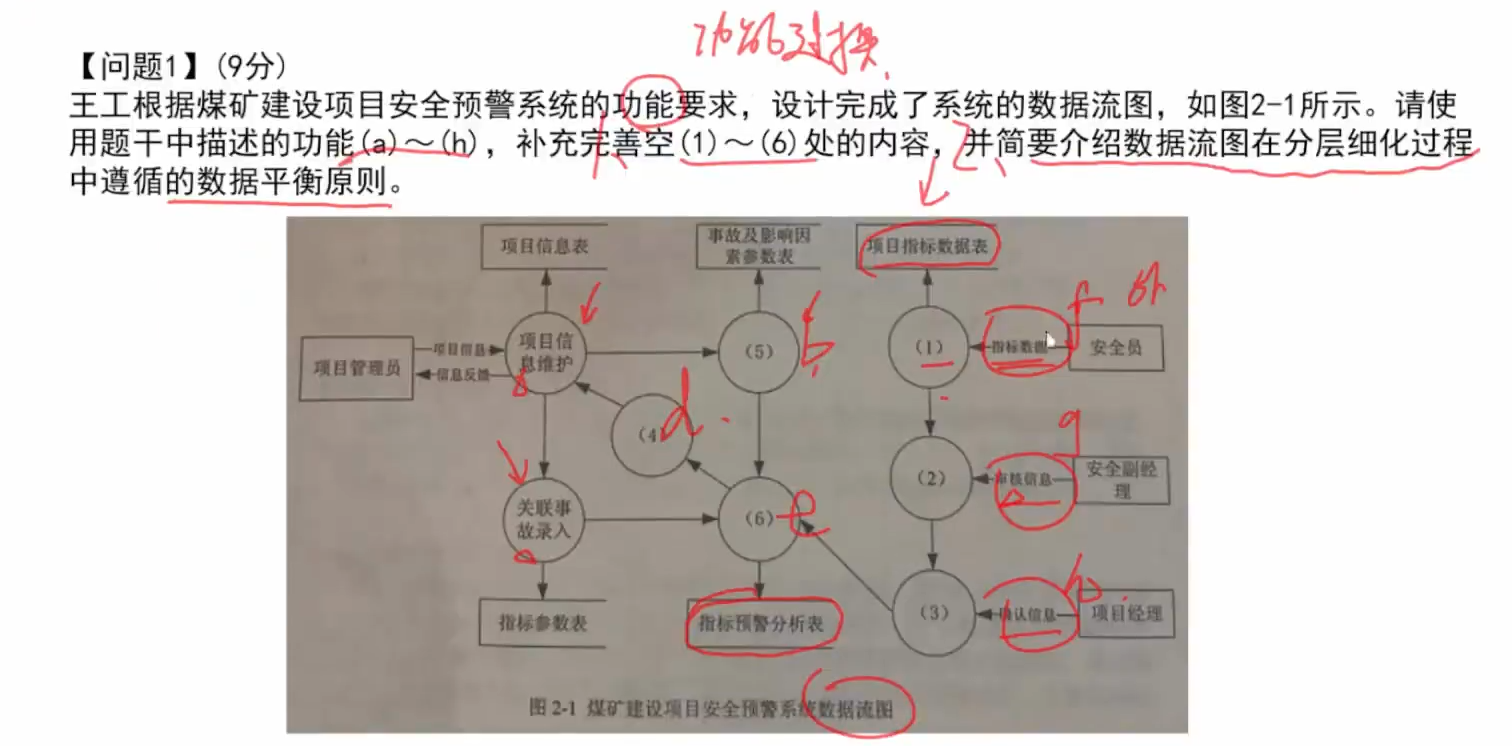 功能变换
【问题1】(9分)
王工根据煤矿建设项目安全预警系统的功能要求，设计完成了系统的数据流图，如图2-1所示。请使
用题干中描述的功能(a)～(h)，补充完善空(1)～(6)处的内容，并简要介绍数据流图在分层细化过程
中遵循的数据平衡原则。
1、
2、
项目信息表
事故及影响因
素参数表
项目指标数据表
f
项目管理员
项目信息
信息反馈
项目信
息维护
（5）
b
（1）
指标数据
安全员
（4）
d
g
关联事
故录入
（6）
e
（2）
审核信息
安全副经
理
h
指标参数表
指标预警分析表
（3）
确认信息
项目经理
图 2-1 煤矿建设项目安全预警系统数据流图